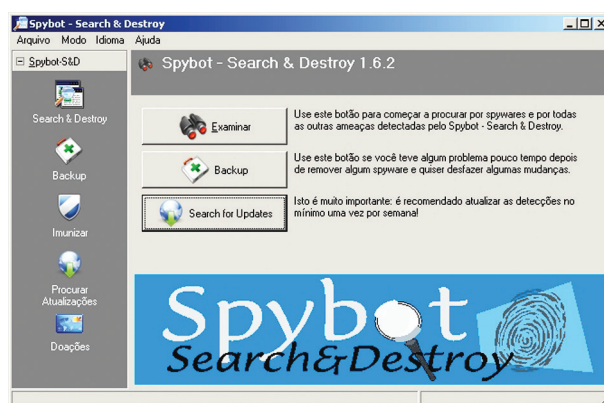 Spybot - Search & Destroy
Arquivo Modo Idioma Ajuda
Spybot-S&D
Search & Destroy
Backup
Imunizar
Procurar
Atualizações
Doações
Spybot - Search & Destroy 1.6.2
Examinar
Use este botão para começar a procurar por spywares e por todas
as outras ameaças detectadas pelo Spybot - Search & Destroy.
Backup
Use este botão se você teve algum problema pouco tempo depois
de remover algum spyware e quiser desfazer algumas mudanças.
Search for Updates
Isto é muito importante: é recomendado atualizar as detecções no
mínimo uma vez por semana!
Spybot
Search&Destroy